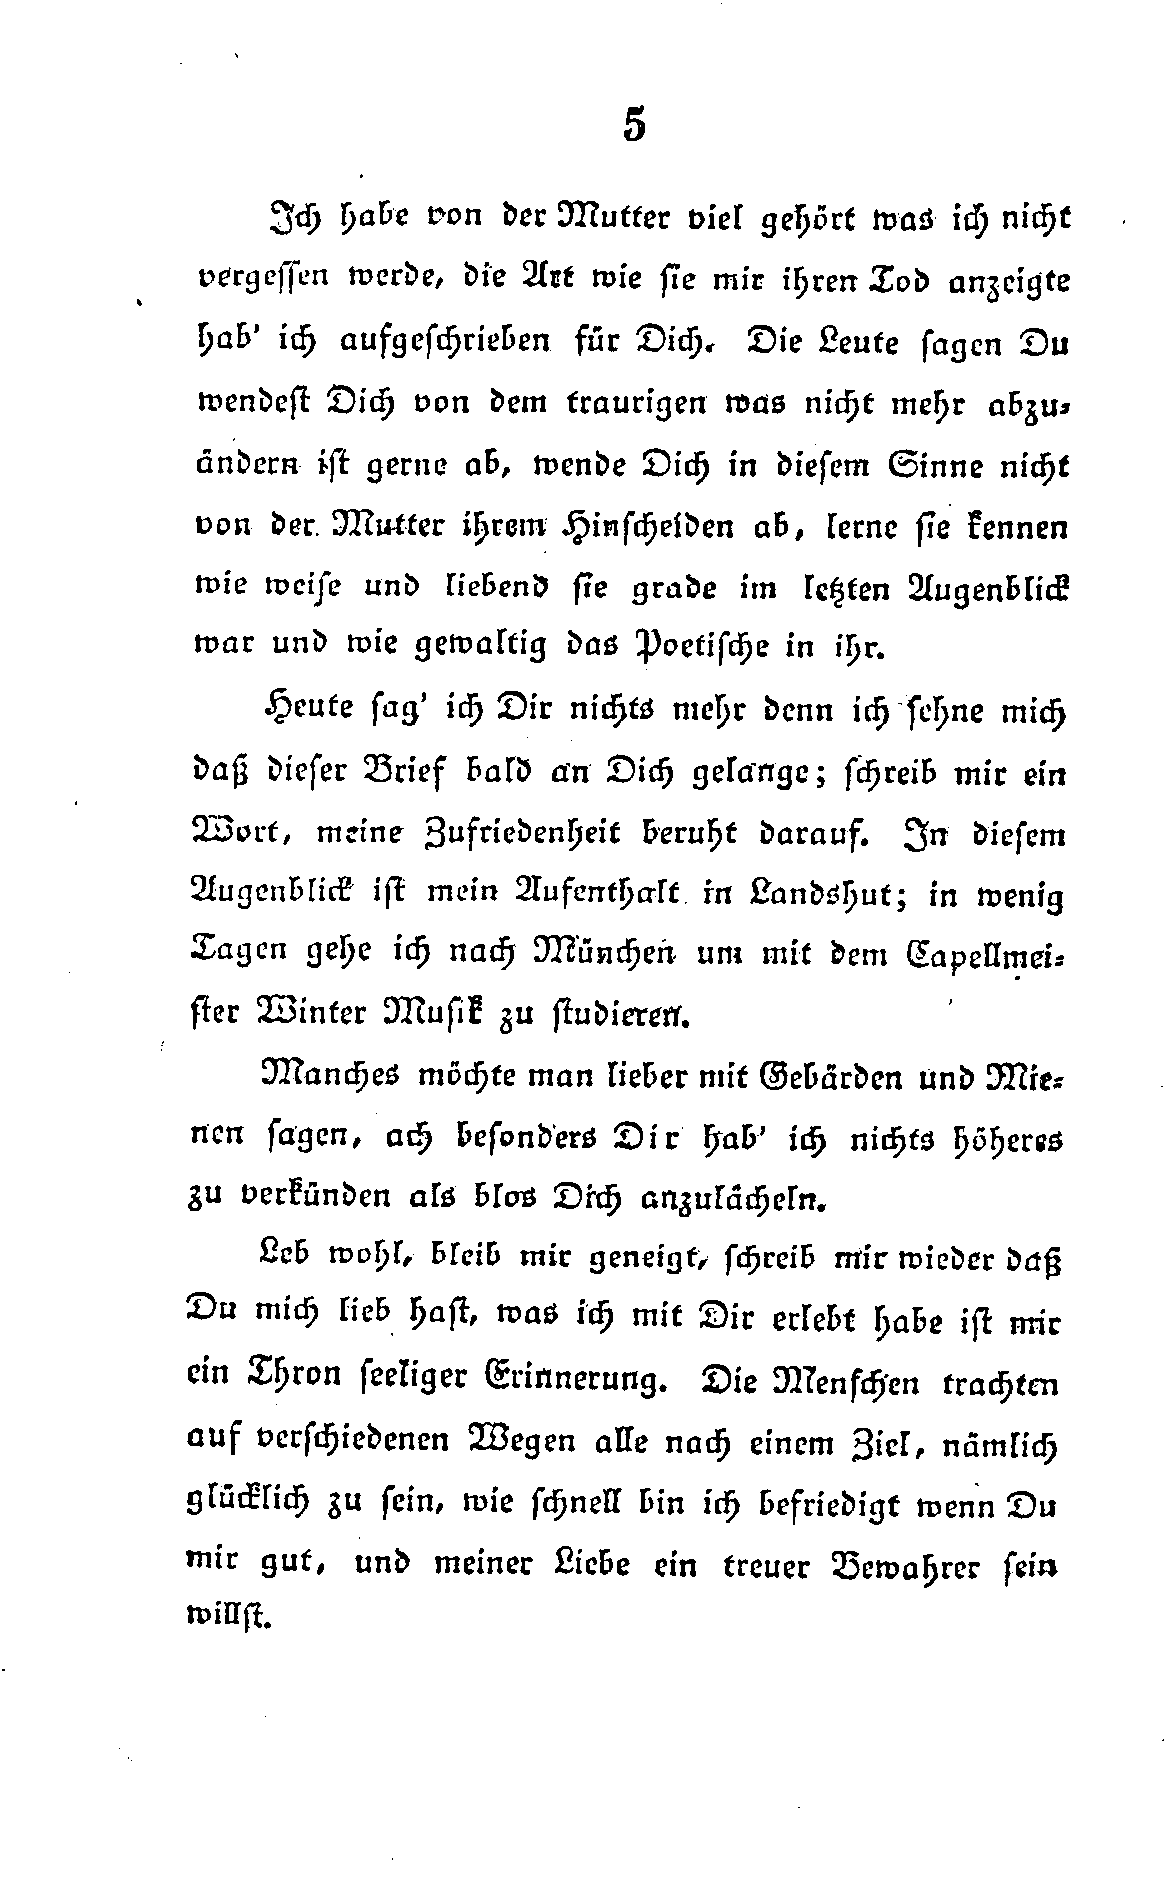 5
Ich habe von der Mutter viel gehört was ich nicht
vergeſſen werde, die Art wie ſie mir ihren Tod anzeigte
hab' ich aufgeſchrieben für Dich. Die Leute ſagen Du
wendeſt Dich von dem traurigen was nicht mehr abzu⸗
ändern iſt gerne ab, wende Dich in dieſem Sinne nicht
von der Mutter ihrem Hinſcheiden ab, lerne ſie kennen
wie weiſe und liebend ſie grade im letzten Augenblick
war und wie gewaltig das Poetiſche in ihr.
Heute ſag' ich Dir nichts mehr denn ich ſehne mich
daß dieſer Brief bald an Dich gelange; ſchreib mir ein
Wort, meine Zufriedenheit beruht darauf. In dieſem
Augenblick iſt mein Aufenthalt in Landshut; in wenig
Tagen gehe ich nach München um mit dem Capellmei⸗
ſter Winter Muſik zu ſtudieren.
Manches möchte man lieber mit Gebärden und Mie⸗
nen ſagen, ach beſonders Dir hab' ich nichts höheres
zu verkünden als blos Dich anzulächeln.
Leb wohl, bleib mir geneigt, ſchreib mir wieder daß
Du mich lieb haſt, was ich mit Dir erlebt habe iſt mir
ein Thron ſeeliger Erinnerung. Die Menſchen trachten
auf verſchiedenen Wegen alle nach einem Ziel, nämlich
glücklich zu ſein, wie ſchnell bin ich befriedigt wenn Du
mir gut, und meiner Liebe ein treuer Bewahrer ſein
willſt.